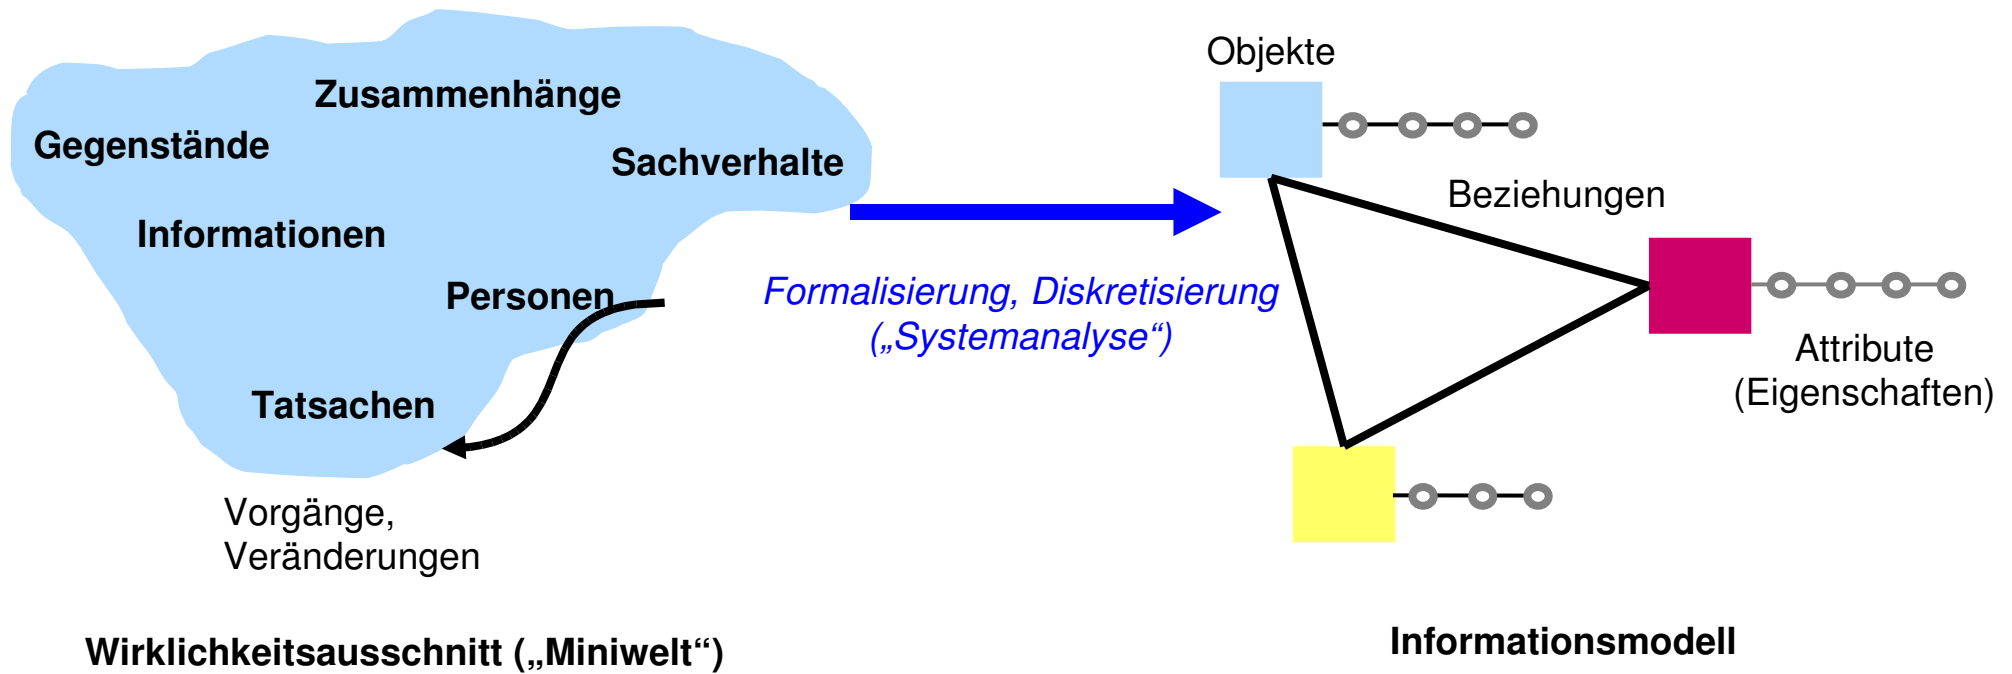 Zusammenhänge
Gegenstände
Sachverhalte
Informationen
Personen
Tatsachen
Vorgänge,
Veränderungen
Wirklichkeitsausschnitt („Miniwelt“)
Formalisierung, Diskretisierung
(„Systemanalyse“)
Objekte
Beziehungen
Attribute
(Eigenschaften)
Informationsmodell